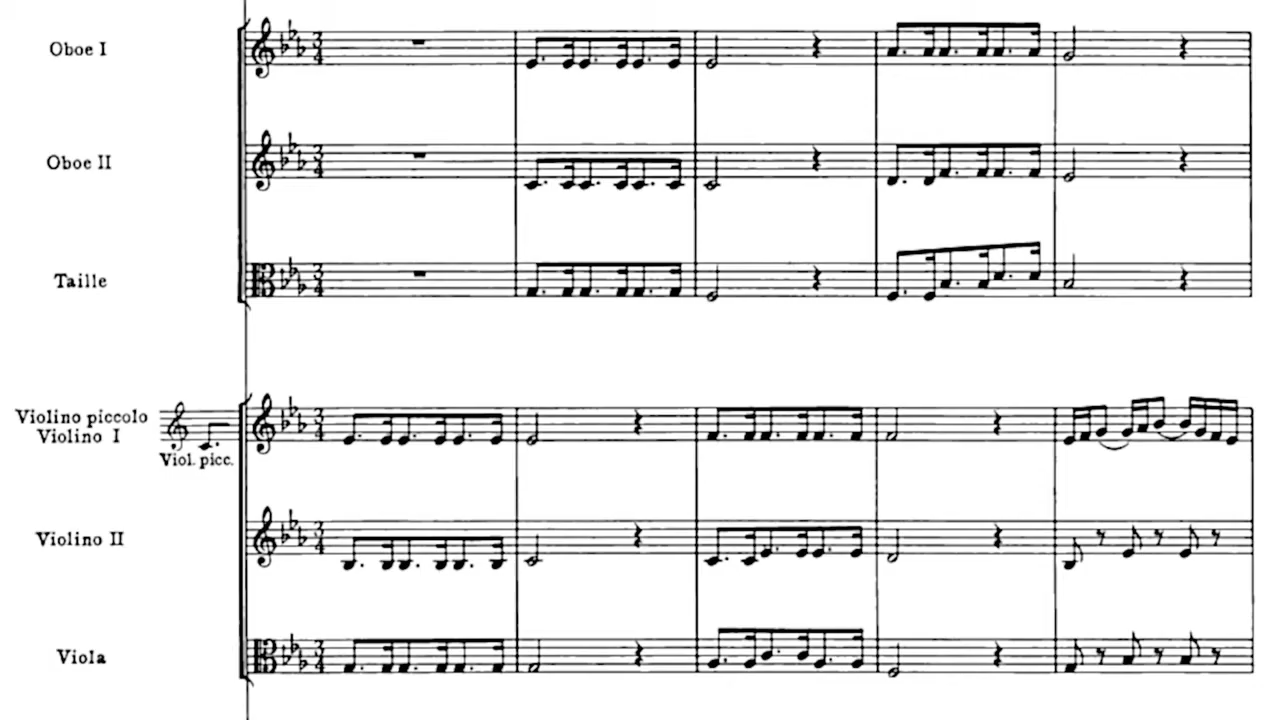 Oboe I
Oboe II
Taille
Violino piccolo
Violino I
Viol. picc.
Violino II
Viola